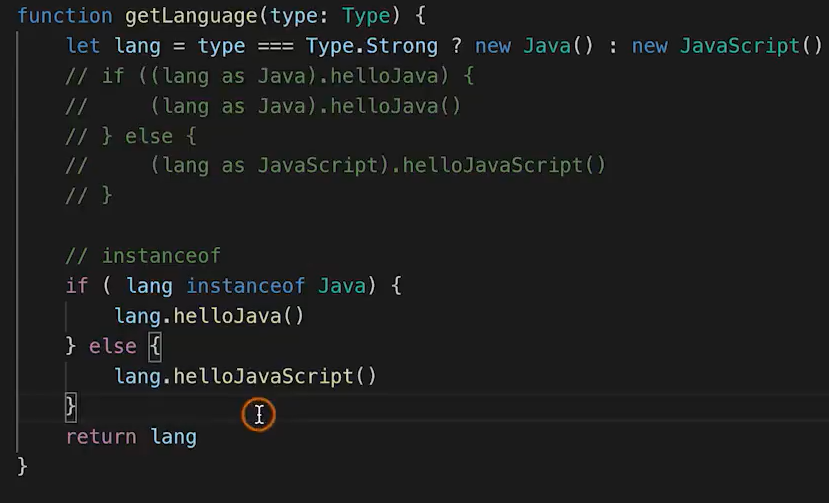 function getLanguage(type: Type) {
    let lang = type === Type.Strong ? new Java() : new JavaScript()
    // if ((lang as Java).helloJava) {
    //     (lang as Java).helloJava()
    // } else {
    //     (lang as JavaScript).helloJavaScript()
    // }
    // instanceof
    if ( lang instanceof Java) {
        lang.helloJava()
    } else {
        lang.helloJavaScript()
    }
    return lang
}